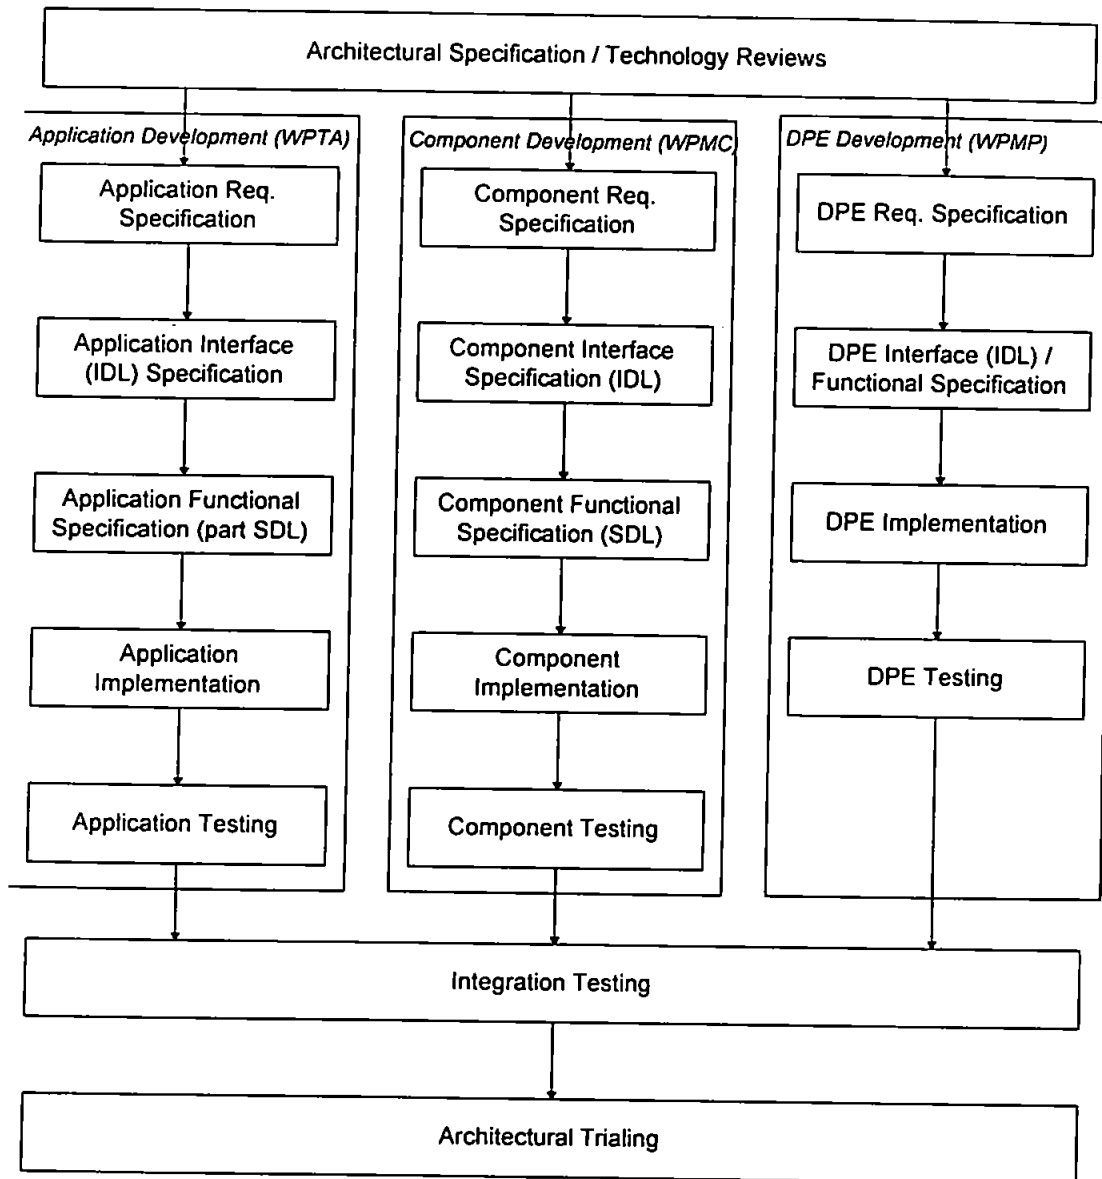 Architectural Specification / Technology Reviews
Application Development (WPTA)
Application Req.
Specification
Application Interface
(IDL) Specification
Application Functional
Specification (part SDL)
Application
Implementation
Application Testing
Component Development (WPMC)
Component Req.
Specification
Component Interface
Specification (IDL)
Component Functional
Specification (SDL)
Component
Implementation
Component Testing
DPE Development (WPMP)
DPE Req. Specification
DPE Interface (IDL) /
Functional Specification
DPE Implementation
DPE Testing
Integration Testing
Architectural Trialing